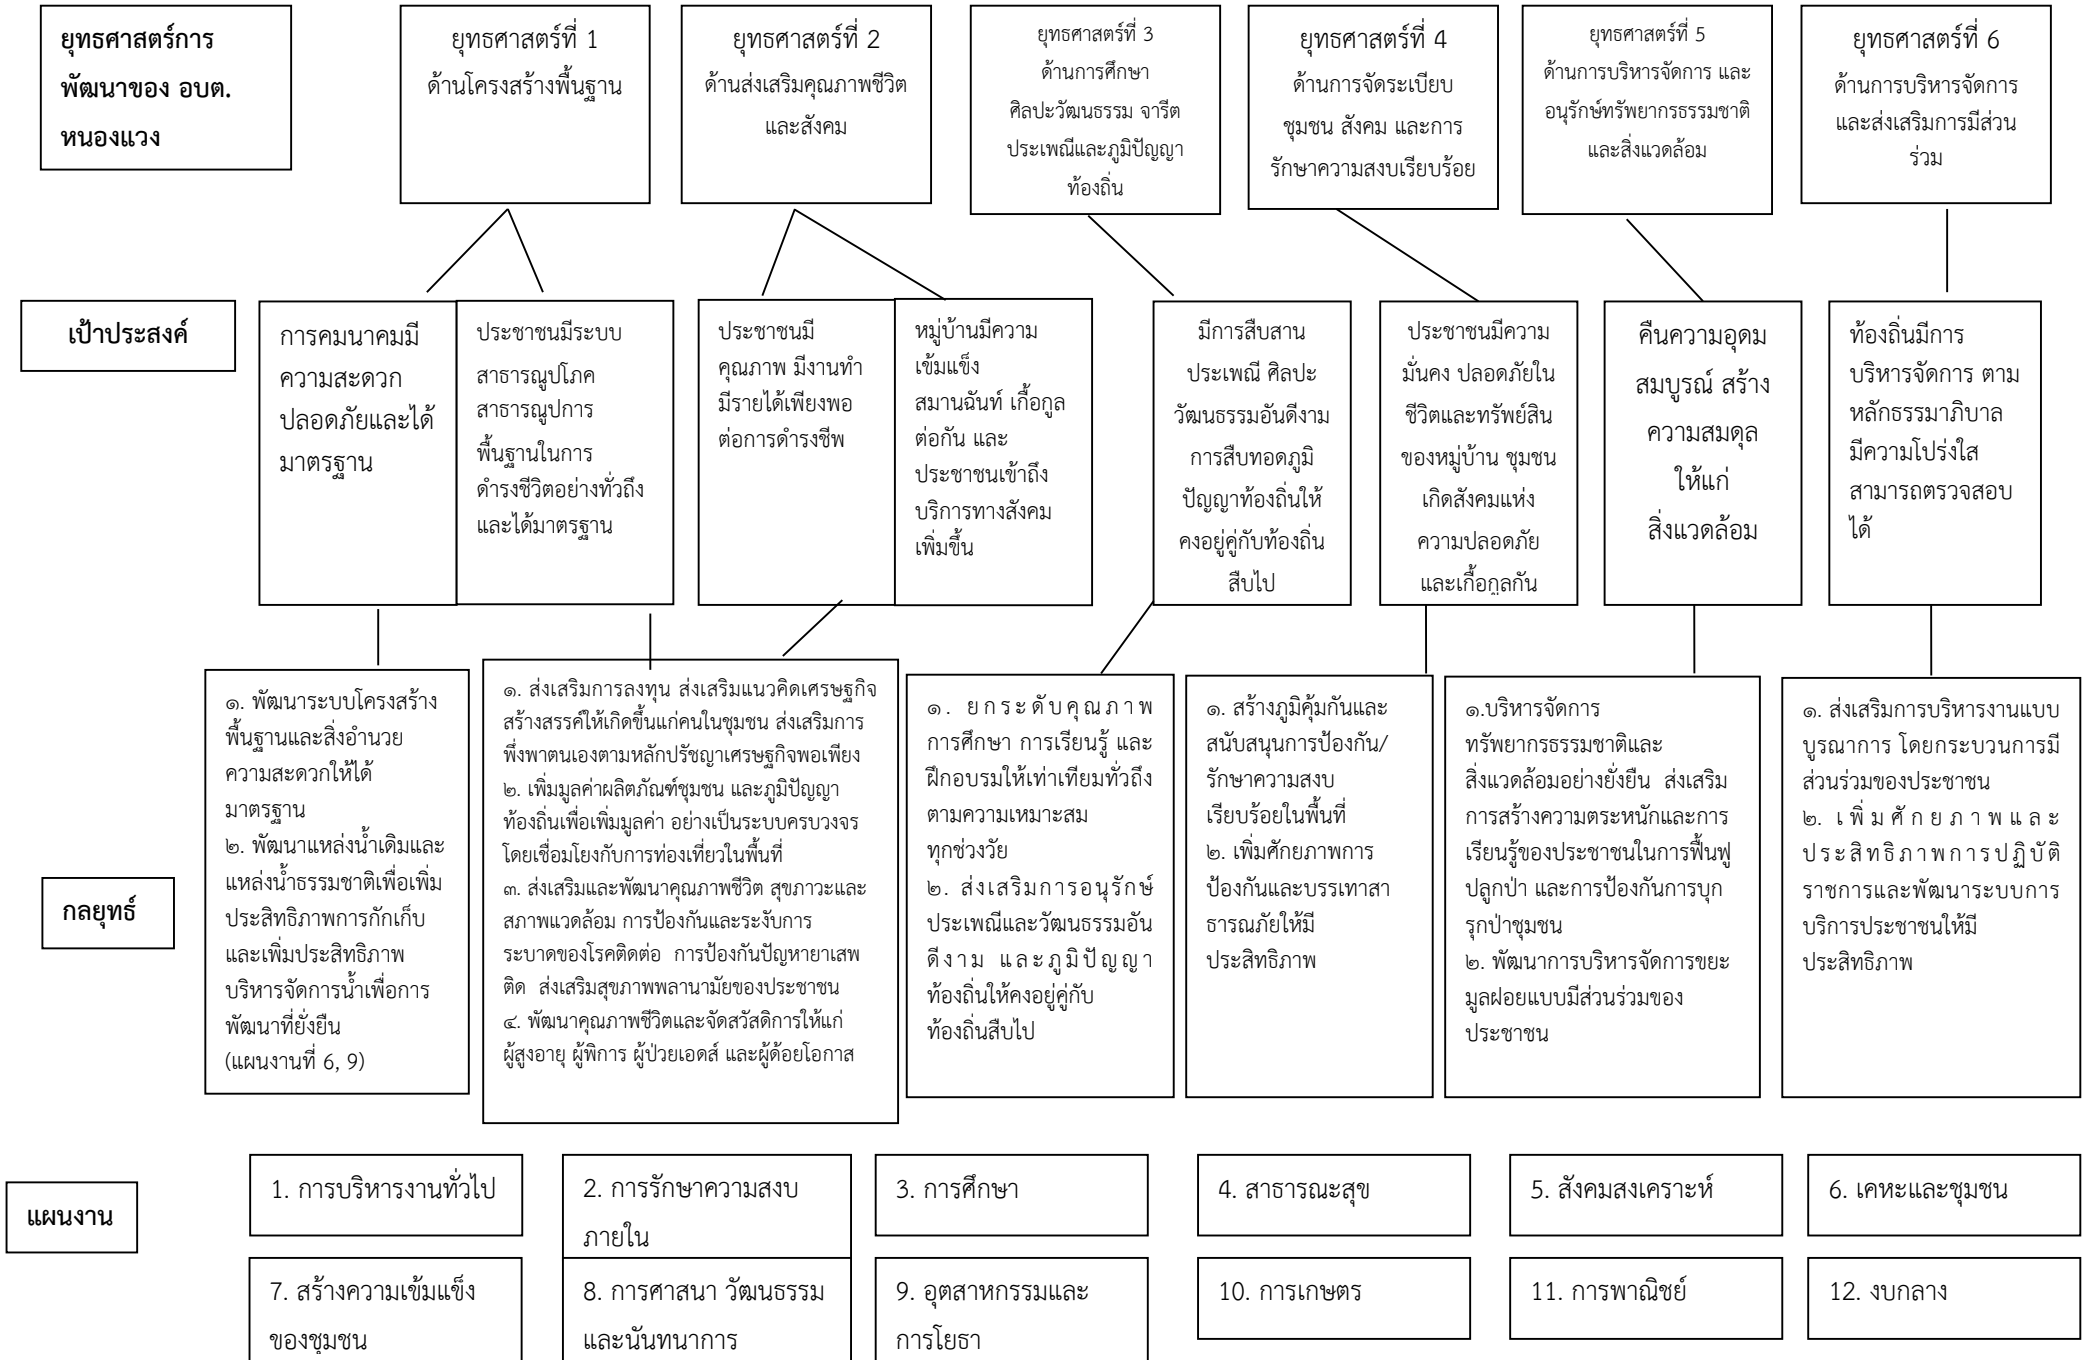 ยุทธศาสตร์การ
พัฒนาของ อบต.
หนองแวง
ยุทธศาสตร์ที่ 1
ด้านโครงสร้างพื้นฐาน
ยุทธศาสตร์ที่ 2
ด้านส่งเสริมคุณภาพชีวิต
และสังคม
ยุทธศาสตร์ที่ 3
ด้านการศึกษา
ศิลปะวัฒนธรรม จารีต
ประเพณีและภูมิปัญญา
ท้องถิ่น
ยุทธศาสตร์ที่ 4
ด้านการจัดระเบียบ
ชุมชน สังคม และการ
รักษาความสงบเรียบร้อย
ยุทธศาสตร์ที่ 5
ด้านการบริหารจัดการ และ
อนุรักษ์ทรัพยากรธรรมชาติ
และสิ่งแวดล้อม
ยุทธศาสตร์ที่ 6
ด้านการบริหารจัดการ
และส่งเสริมการมีส่วน
ร่วม
เป้าประสงค์
การคมนาคมมี
ความสะดวก
ปลอดภัยและได้
มาตรฐาน
ประชาชนมีระบบ
สาธารณูปโภค
สาธารณูปการ
พื้นฐานในการ
ดำรงชีวิตอย่างทั่วถึง
และได้มาตรฐาน
ประชาชนมี
คุณภาพ มีงานทำ
มีรายได้เพียงพอ
ต่อการดำรงชีพ
หมู่บ้านมีความ
เข้มแข็ง
สมานฉันท์ เกื้อกูล
ต่อกัน และ
ประชาชนเข้าถึง
บริการทางสังคม
เพิ่มขึ้น
มีการสืบสาน
ประเพณี ศิลปะ
วัฒนธรรมอันดีงาม
การสืบทอดภูมิ
ปัญญาท้องถิ่นให้
คงอยู่คู่กับท้องถิ่น
สืบไป
ประชาชนมีความ
มั่นคง ปลอดภัยใน
ชีวิตและทรัพย์สิน
ของหมู่บ้าน ชุมชน
เกิดสังคมแห่ง
ความปลอดภัย
และเกื้อกูลกัน
คืนความอุดม
สมบูรณ์ สร้าง
ความสมดุล
ให้แก่
สิ่งแวดล้อม
ท้องถิ่นมีการ
บริหารจัดการ ตาม
หลักธรรมาภิบาล
มีความโปร่งใส
สามารถตรวจสอบ
ได้
กลยุทธ์
๑. พัฒนาระบบโครงสร้าง
พื้นฐานและสิ่งอำนวย
ความสะดวกให้ได้
มาตรฐาน
๒. พัฒนาแหล่งน้ำเดิมและ
แหล่งน้ำธรรมชาติเพื่อเพิ่ม
ประสิทธิภาพการกักเก็บ
และเพิ่มประสิทธิภาพ
บริหารจัดการน้ำเพื่อการ
พัฒนาที่ยั่งยืน
(แผนงานที่ 6, 9)
๑. ส่งเสริมการลงทุน ส่งเสริมแนวคิดเศรษฐกิจ
สร้างสรรค์ให้เกิดขึ้นแก่คนในชุมชน ส่งเสริมการ
พึ่งพาตนเองตามหลักปรัชญาเศรษฐกิจพอเพียง
๒. เพิ่มมูลค่าผลิตภัณฑ์ชุมชน และภูมิปัญญา
ท้องถิ่นเพื่อเพิ่มมูลค่า อย่างเป็นระบบครบวงจร
โดยเชื่อมโยงกับการท่องเที่ยวในพื้นที่
๓. ส่งเสริมและพัฒนาคุณภาพชีวิต สุขภาวะและ
สภาพแวดล้อม การป้องกันและระงับการ
ระบาดของโรคติดต่อ การป้องกันปัญหายาเสพ
ติด ส่งเสริมสุขภาพพลานามัยของประชาชน
๔. พัฒนาคุณภาพชีวิตและจัดสวัสดิการให้แก่
ผู้สูงอายุ ผู้พิการ ผู้ป่วยเอดส์ และผู้ด้อยโอกาส
๑. ยกระดับคุณภาพ
การศึกษา การเรียนรู้ และ
ฝึกอบรมให้เท่าเทียมทั่วถึง
ตามความเหมาะสม
ทุกช่วงวัย
๒. ส่งเสริมการอนุรักษ์
ประเพณีและวัฒนธรรมอัน
ดีงาม และภูมิปัญญา
ท้องถิ่นให้คงอยู่คู่กับ
ท้องถิ่นสืบไป
๑. สร้างภูมิคุ้มกันและ
สนับสนุนการป้องกัน/
รักษาความสงบ
เรียบร้อยในพื้นที่
๒. เพิ่มศักยภาพการ
ป้องกันและบรรเทาสา
ธารณภัยให้มี
ประสิทธิภาพ
๑.บริหารจัดการ
ทรัพยากรธรรมชาติและ
สิ่งแวดล้อมอย่างยั่งยืน ส่งเสริม
การสร้างความตระหนักและการ
เรียนรู้ของประชาชนในการฟื้นฟู
ปลูกป่า และการป้องกันการบุก
รุกป่าชุมชน
๒. พัฒนาการบริหารจัดการขยะ
มูลฝอยแบบมีส่วนร่วมของ
ประชาชน
๑. ส่งเสริมการบริหารงานแบบ
บูรณาการ โดยกระบวนการมี
ส่วนร่วมของประชาชน
๒. เพิ่มศักยภาพและ
ประสิทธิภาพการปฏิบัติ
ราชการและพัฒนาระบบการ
บริการประชาชนให้มี
ประสิทธิภาพ
แผนงาน
1. การบริหารงานทั่วไป
2. การรักษาความสงบ
ภายใน
3. การศึกษา
4. สาธารณะสุข
5. สังคมสงเคราะห์
6. เคหะและชุมชน
7. สร้างความเข้มแข็ง
ของชุมชน
8. การศาสนา วัฒนธรรม
และนันทนาการ
9. อุตสาหกรรมและ
การโยธา
10. การเกษตร
11. การพาณิชย์
12. งบกลาง